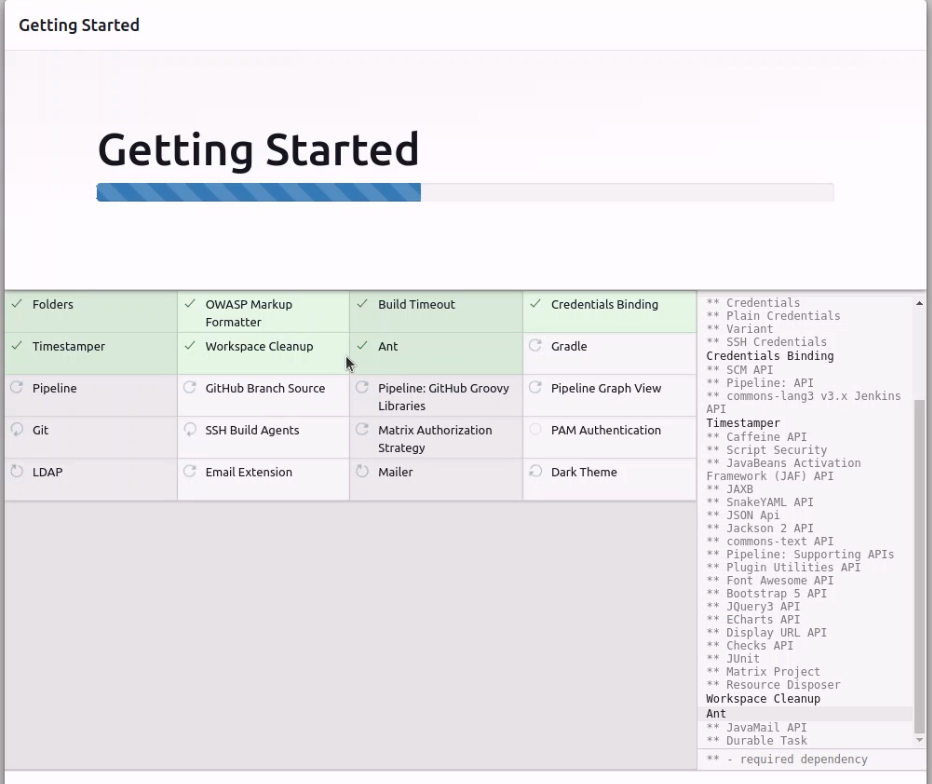 Getting Started
Getting Started
Folders
OWASP Markup
Formatter
Build Timeout
Credentials Binding
Timestamper
Workspace Cleanup
Ant
Gradle
Pipeline
GitHub Branch Source
Pipeline: GitHub Groovy
Libraries
Pipeline Graph View
Git
SSH Build Agents
Matrix Authorization
Strategy
PAM Authentication
LDAP
Email Extension
Mailer
Dark Theme
** Credentials
** Plain Credentials
** Variant
** SSH Credentials
Credentials Binding
** SCM API
** Pipeline: API
** commons-lang3 v3.x Jenkins
API
Timestamper
** Caffeine API
** Script Security
** JavaBeans Activation
Framework (JAF) API
** JAXB
** SnakeYAML API
** JSON Api
** Jackson 2 API
** commons-text API
** Pipeline: Supporting APIs
** Plugin Utilities API
** Font Awesome API
** Bootstrap 5 API
** JQuery3 API
** ECharts API
** Display URL API
** Checks API
** JUnit
** Matrix Project
** Resource Disposer
Workspace Cleanup
Ant
** JavaMail API
** Durable Task
** - required dependency